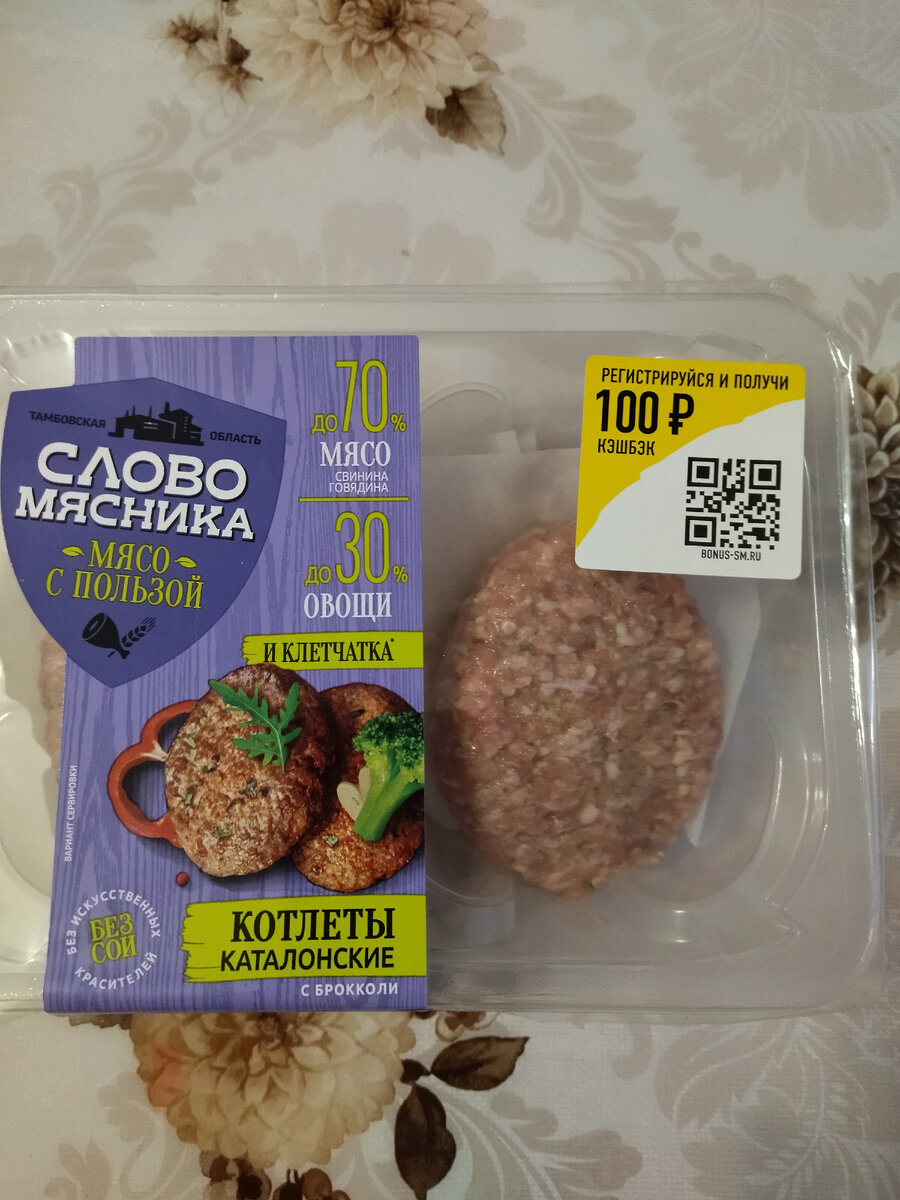 ТАМБОВСКАЯ ОБЛАСТЬ
СЛОВО
МЯСНИКА
МЯСО
С ПОЛЬЗОЙ
ДО 70%
МЯСО
СВИНИНА
ГОВЯДИНА
ДО 30%
ОВОЩИ
И КЛЕТЧАТКА*
ВАРИАНТ СЕРВИРОВКИ
БЕЗ ИСКУССТВЕННЫХ
КРАСИТЕЛЕЙ
БЕЗ
СОИ
КОТЛЕТЫ
КАТАЛОНСКИЕ
С БРОККОЛИ
РЕГИСТРИРУЙСЯ И ПОЛУЧИ
100 ₽
КЭШБЭК
BONUS-SM.RU